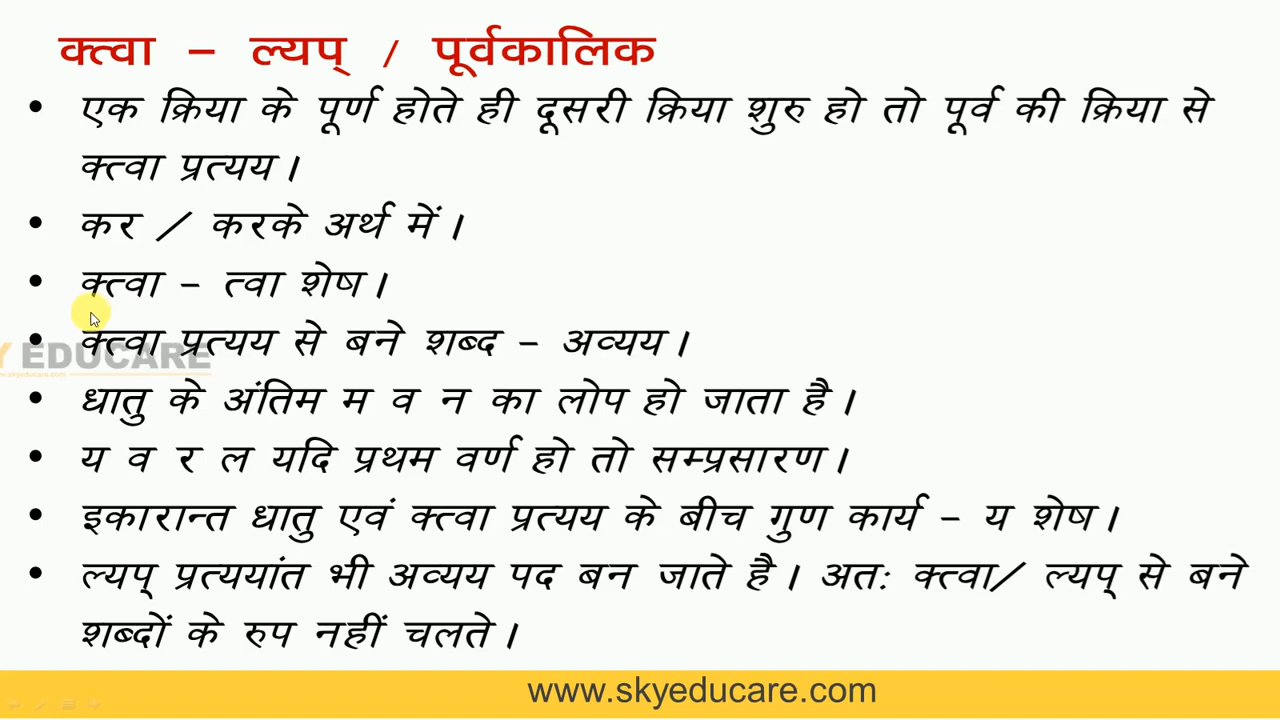 क्त्वा – ल्यप् / पूर्वकालिक
• एक क्रिया के पूर्ण होते ही दूसरी क्रिया शुरु हो तो पूर्व की क्रिया से
क्त्वा प्रत्यय।
• कर / करके अर्थ में।
• क्त्वा – त्वा शेष।
• क्त्वा प्रत्यय से बने शब्द – अव्यय।
Y EDUCARE
• धातु के अंतिम म व न का लोप हो जाता है।
• य व र ल यदि प्रथम वर्ण हो तो सम्प्रसारण।
• इकारान्त धातु एवं क्त्वा प्रत्यय के बीच गुण कार्य – य शेष।
• ल्यप् प्रत्ययांत भी अव्यय पद बन जाते है। अत: क्त्वा/ ल्यप् से बने
शब्दों के रुप नहीं चलते।
www.skyeducare.com